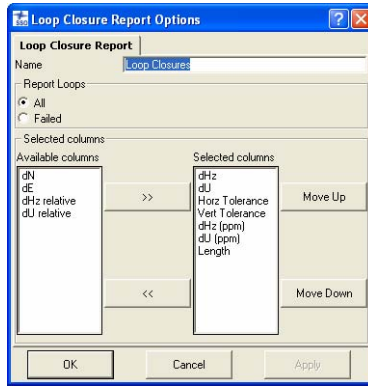 SSO Loop Closure Report Options
Loop Closure Report
Name Loop Closures
Report Loops
All
Failed
Selected columns
Available columns
dN
dE
dHz relative
dU relative
>>
<<
Selected columns
dHz
dU
Horz Tolerance
Vert Tolerance
dHz (ppm)
dU (ppm)
Length
Move Up
Move Down
OK Cancel Apply